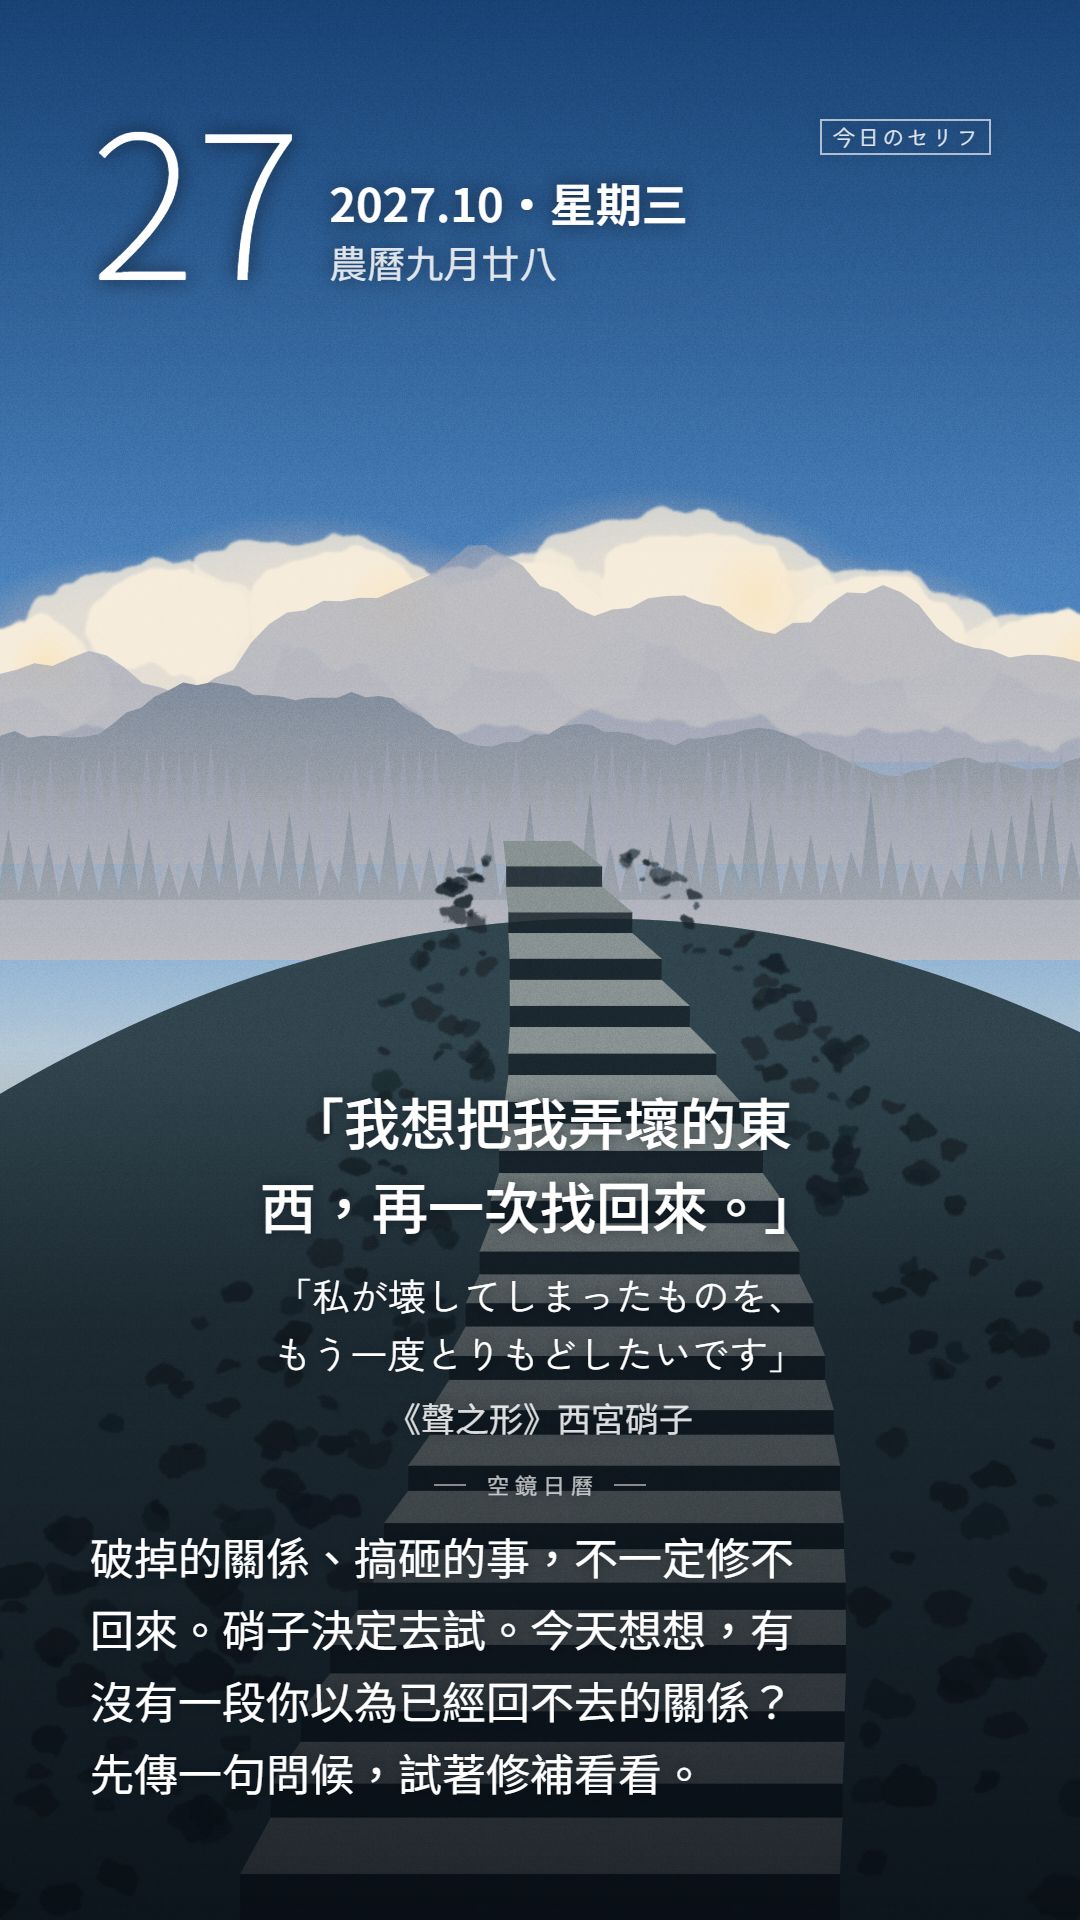 27
今日のセリフ
2027.10・星期三
農曆九月廿八
「我想把我弄壞的東
西，再一次找回來。」
「私が壊してしまったものを、
もう一度とりもどしたいです」
《聲之形》西宮硝子
空鏡日曆
破掉的關係、搞砸的事，不一定修不
回來。硝子決定去試。今天想想，有
沒有一段你以為已經回不去的關係？
先傳一句問候，試著修補看看。